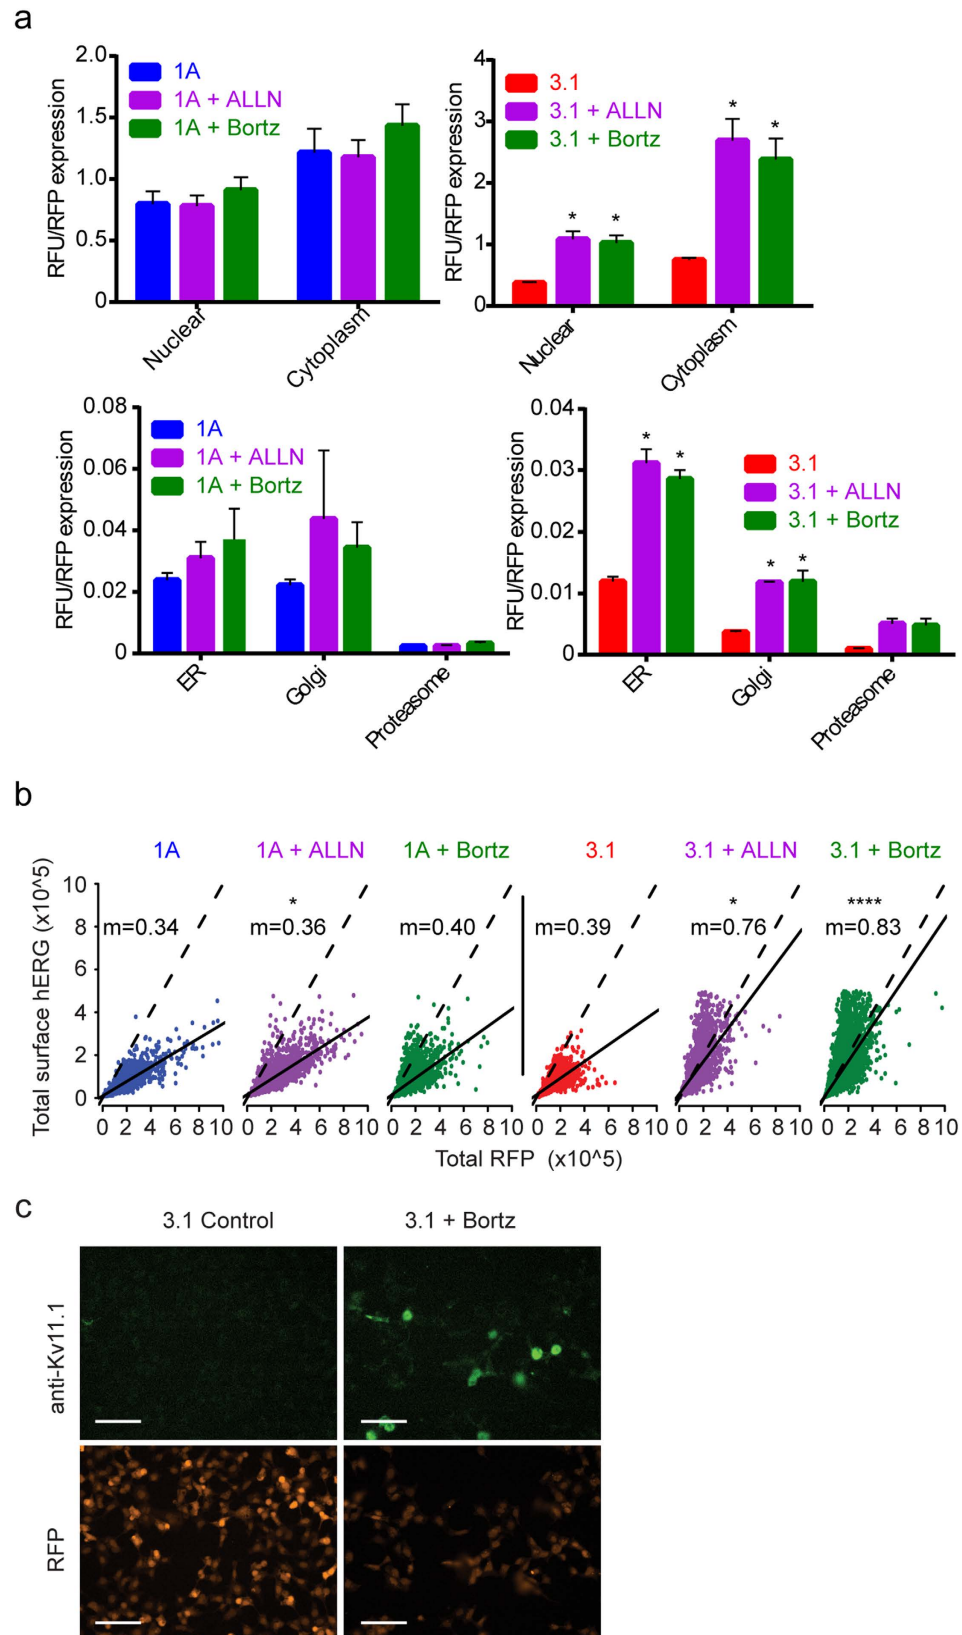 a
2.0
1.5
1.0
0.5
0
RFU/RFP expression
1A
1A + ALLN
1A + Bortz
Nuclear
Cytoplasm
4
3
2
1
0
RFU/RFP expression
3.1
3.1 + ALLN
3.1 + Bortz
* *
* *
Nuclear
Cytoplasm
0.08
0.06
0.04
0.02
0
RFU/RFP expression
1A
1A + ALLN
1A + Bortz
ER
Golgi
Proteasome
0.04
0.03
0.02
0.01
0
RFU/RFP expression
3.1
3.1 + ALLN
3.1 + Bortz
* *
* *
ER
Golgi
Proteasome
b
1A 1A + ALLN 1A + Bortz 3.1 3.1 + ALLN 3.1 + Bortz
* * ****
m=0.34 m=0.36 m=0.40 m=0.39 m=0.76 m=0.83
Total surface hERG (x10^5)
10
8
6
4
2
0
0 2 4 6 8 10 0 2 4 6 8 10 0 2 4 6 8 10 0 2 4 6 8 10 0 2 4 6 8 10 0 2 4 6 8 10
Total RFP (x10^5)
c
3.1 Control 3.1 + Bortz
anti-Kv11.1
RFP